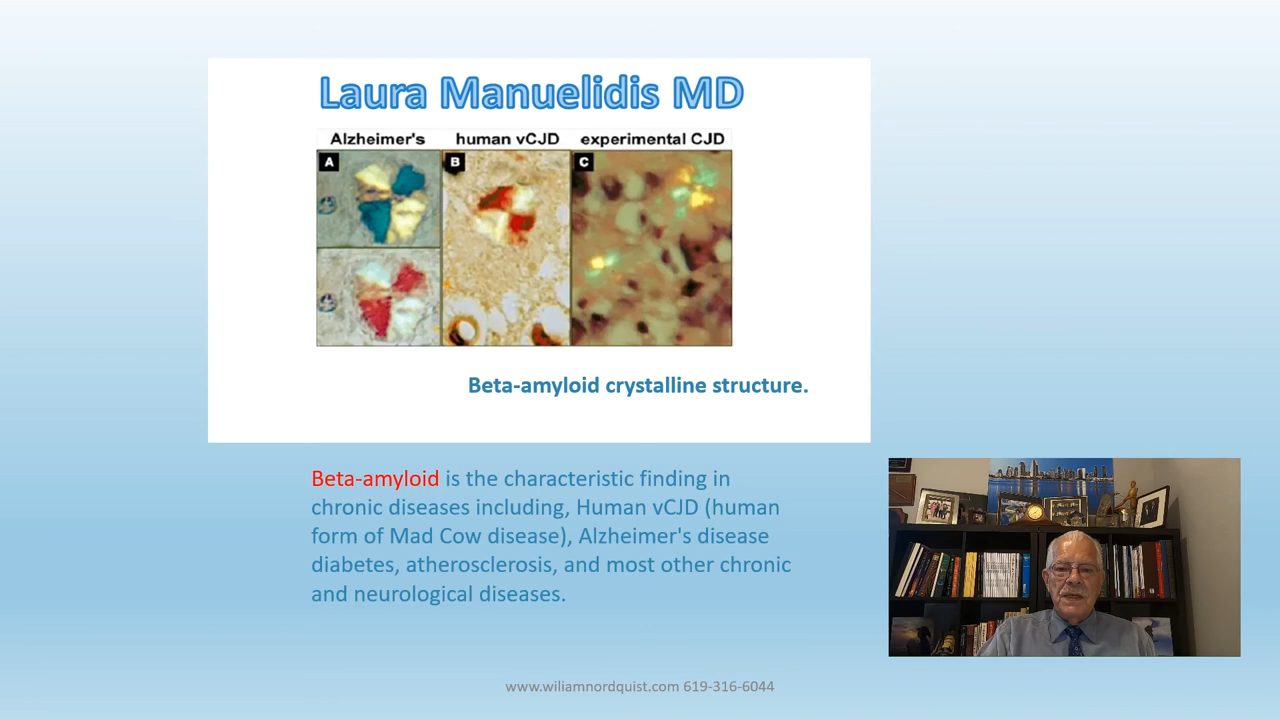 Laura Manuelidis MD
Alzheimer's human vCJD experimental CJD
A B C
Beta-amyloid crystalline structure.
Beta-amyloid is the characteristic finding in
chronic diseases including, Human vCJD (human
form of Mad Cow disease), Alzheimer's disease
diabetes, atherosclerosis, and most other chronic
and neurological diseases.
www.wiliamnordquist.com 619-316-6044